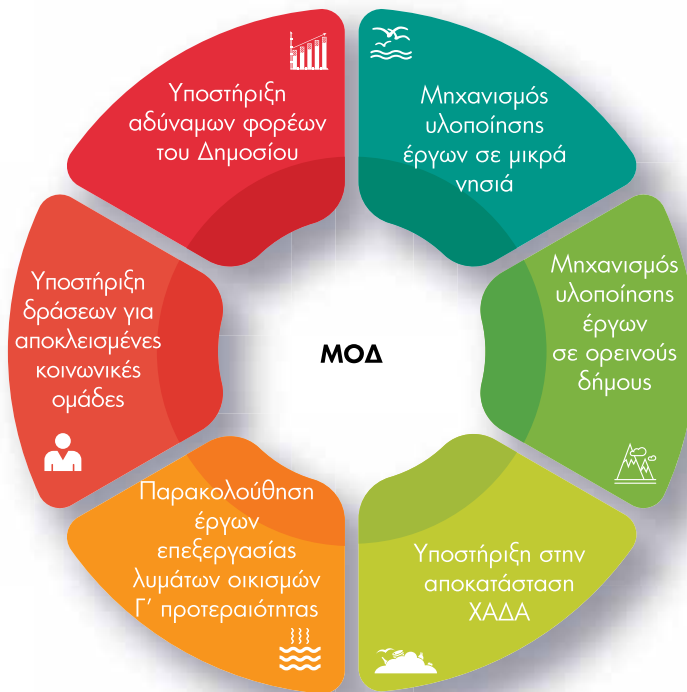 Υποστήριξη
αδύναμων φορέων
του Δημοσίου
Μηχανισμός
υλοποίησης
έργων σε μικρά
νησιά
Μηχανισμός
υλοποίησης
έργων
σε ορεινούς
δήμους
Υποστήριξη στην
αποκατάσταση
ΧΑΔΑ
Παρακολούθηση
έργων
επεξεργασίας
λυμάτων οικισμών
Γ’ προτεραιότητας
Υποστήριξη
δράσεων για
αποκλεισμένες
κοινωνικές
ομάδες
ΜΟΔ